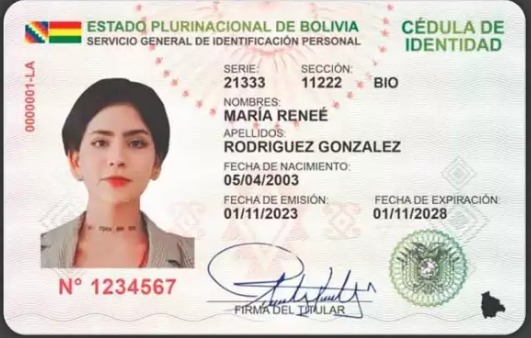 ESTADO PLURINACIONAL DE BOLIVIA
SERVICIO GENERAL DE IDENTIFICACIÓN PERSONAL
CÉDULA DE
IDENTIDAD
0000001-LA
SERIE: SECCIÓN:
21333 11222 BIO
NOMBRES:
MARÍA RENEÉ
APELLIDOS:
RODRIGUEZ GONZALEZ
FECHA DE NACIMIENTO:
05/04/2003
FECHA DE EMISIÓN: FECHA DE EXPIRACIÓN:
01/11/2023 01/11/2028
N° 1234567
FIRMA DEL TITULAR